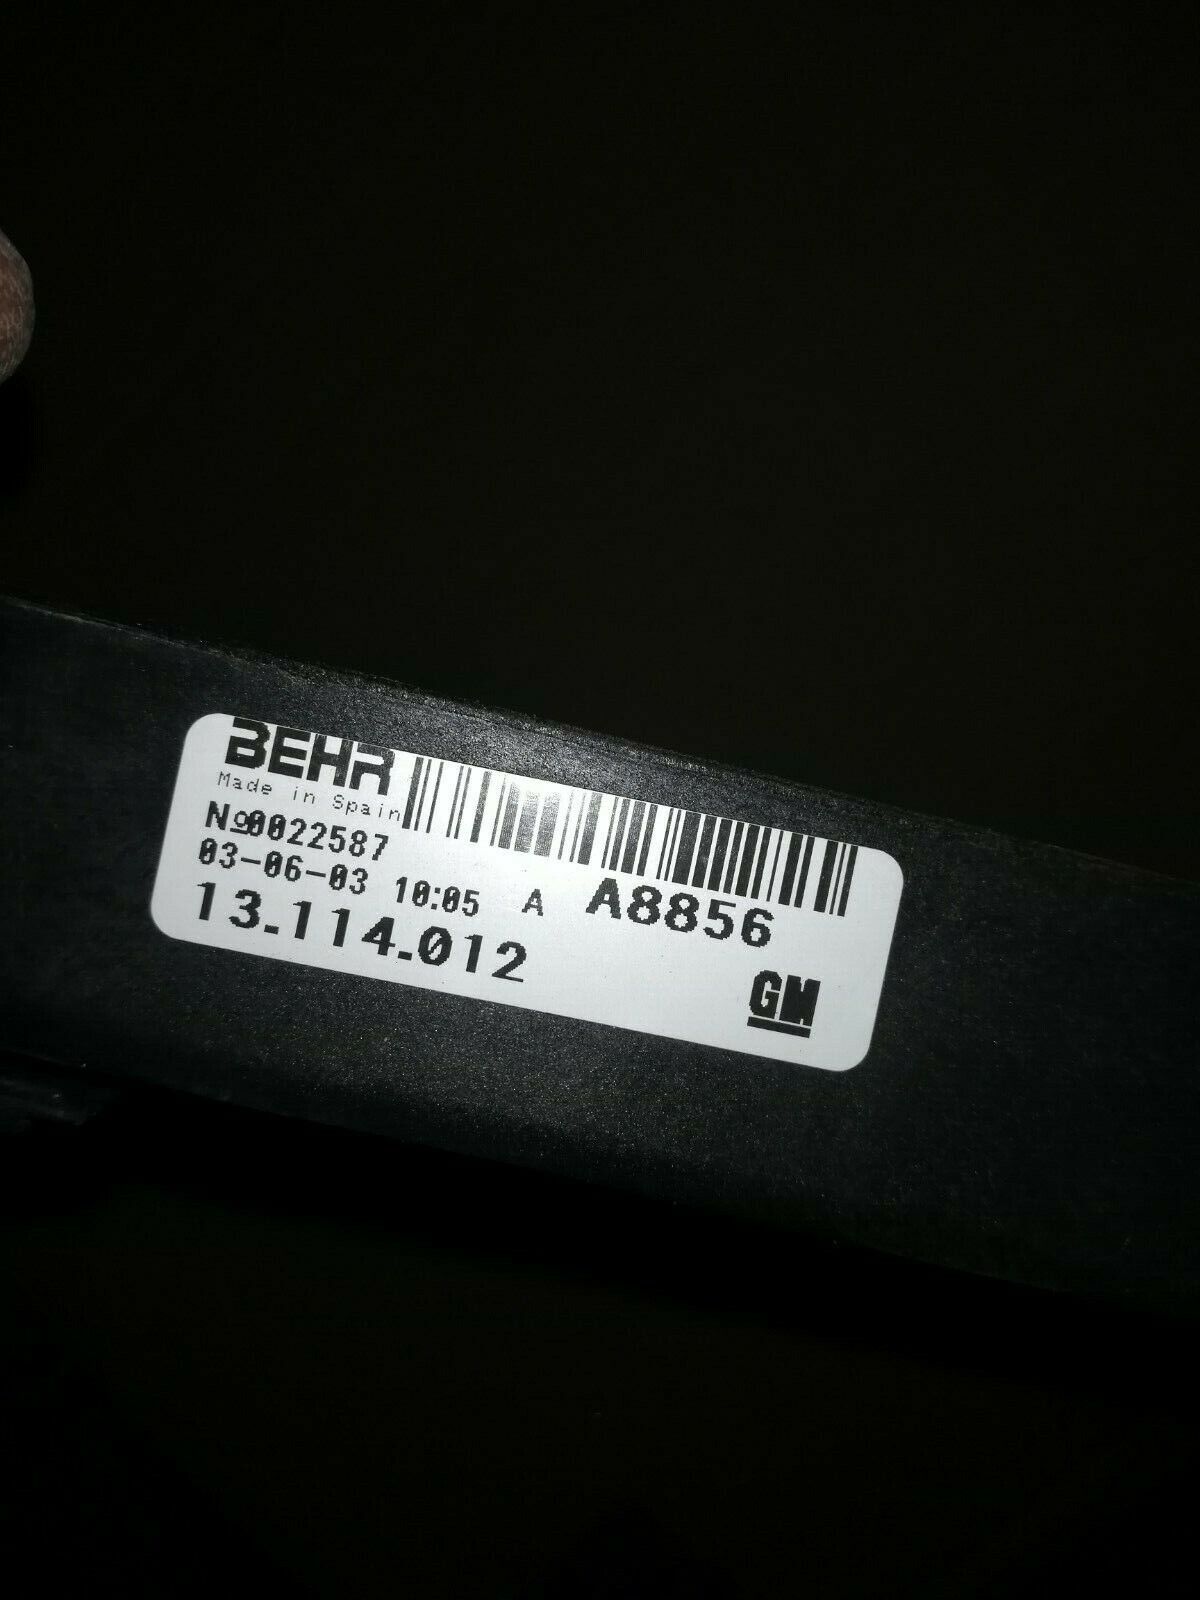 BEHR
Made in Spain
Nº0022587
03-06-03 10:05 A A8856
13.114.012
GM